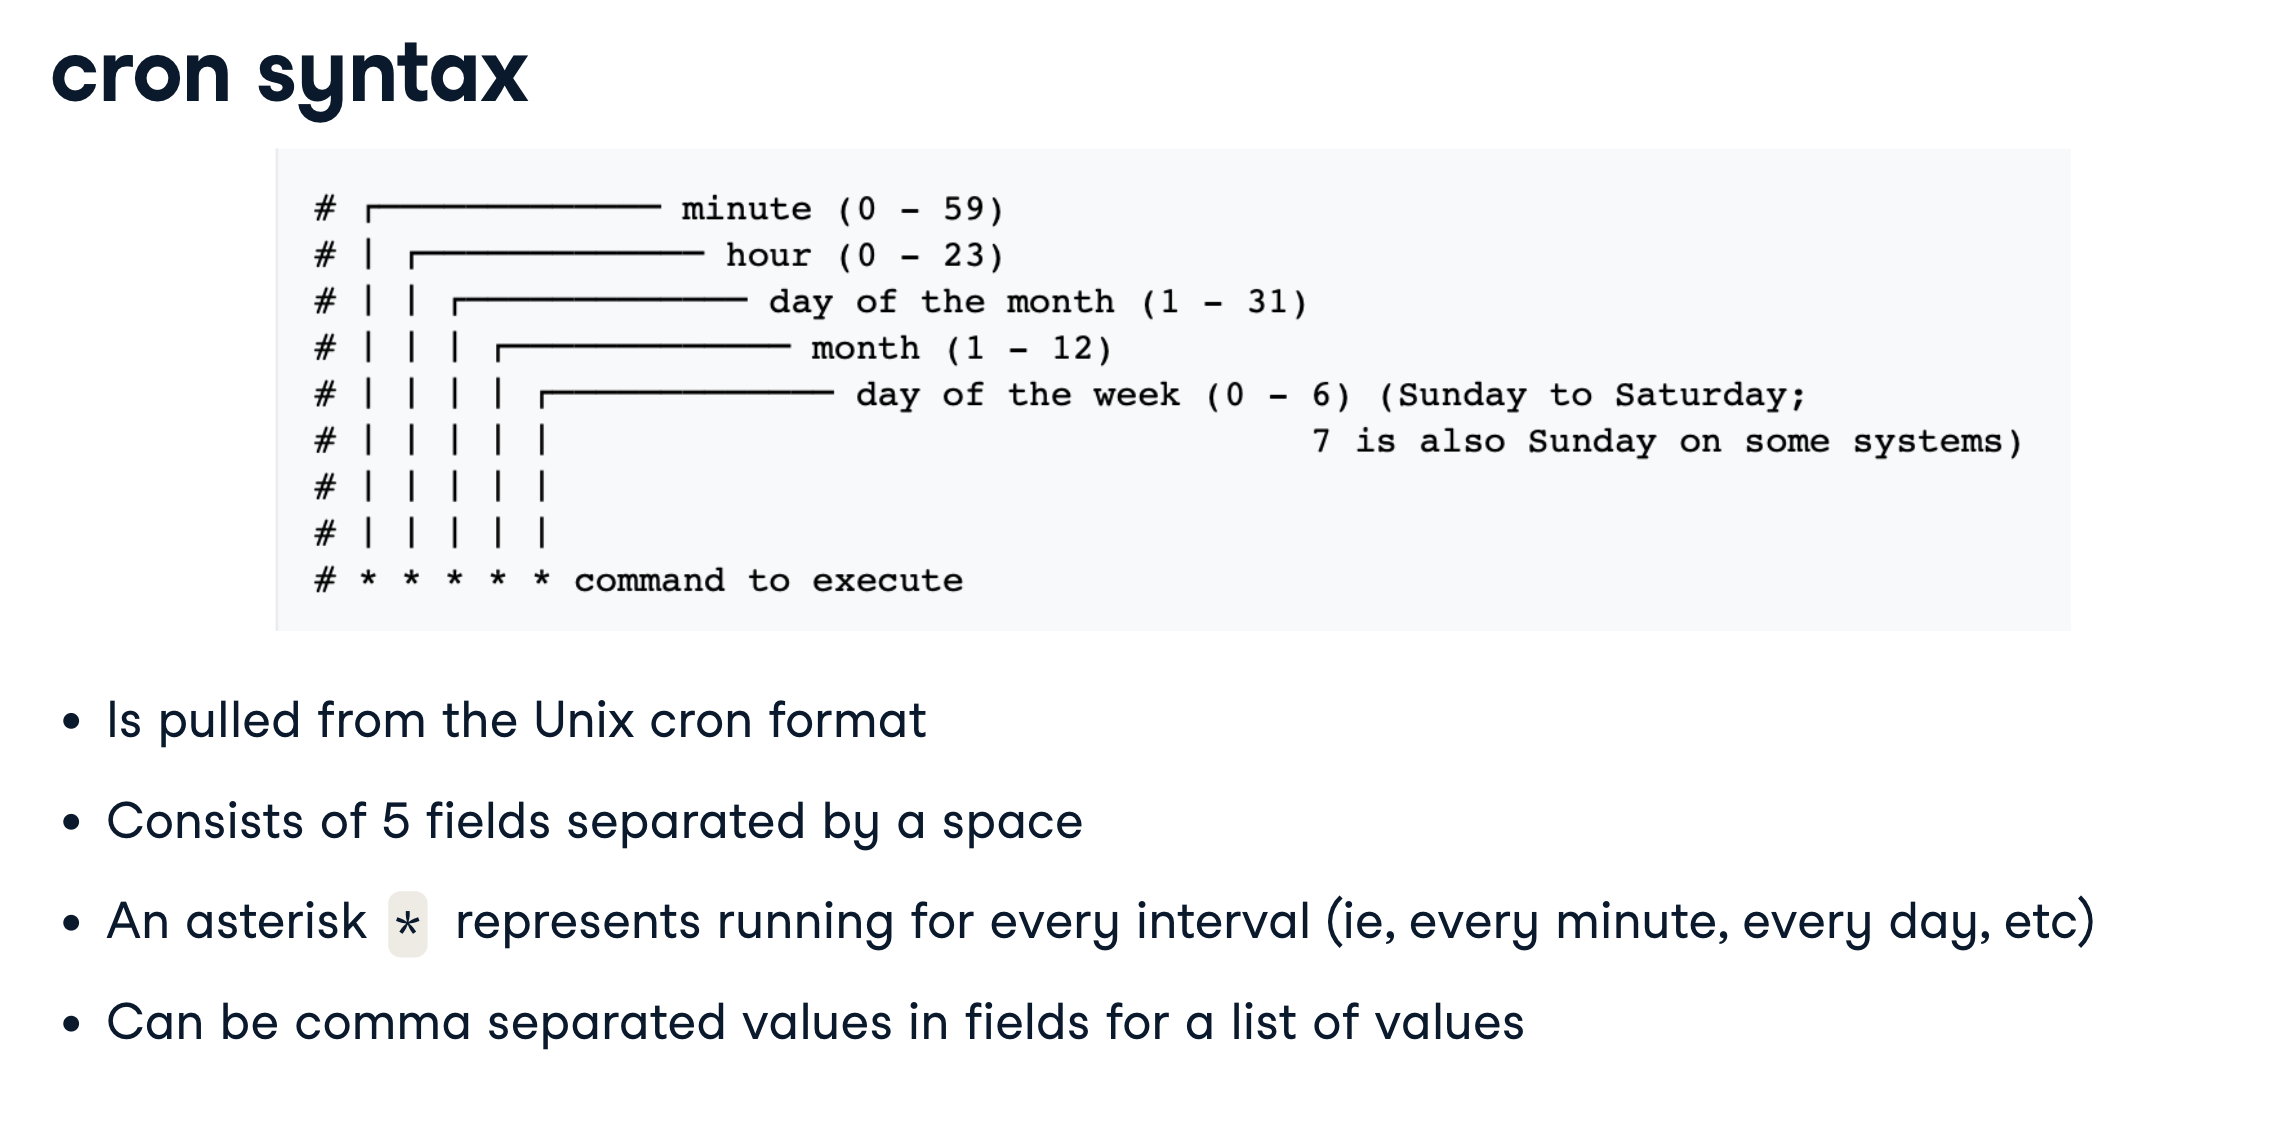 cron syntax
# ┌───────────── minute (0 - 59)
# │ ┌───────────── hour (0 - 23)
# │ │ ┌───────────── day of the month (1 - 31)
# │ │ │ ┌───────────── month (1 - 12)
# │ │ │ │ ┌───────────── day of the week (0 - 6) (Sunday to Saturday;
# │ │ │ │ │                                   7 is also Sunday on some systems)
# │ │ │ │ │
# │ │ │ │ │
# * * * * * command to execute
• Is pulled from the Unix cron format
• Consists of 5 fields separated by a space
• An asterisk * represents running for every interval (ie, every minute, every day, etc)
• Can be comma separated values in fields for a list of values